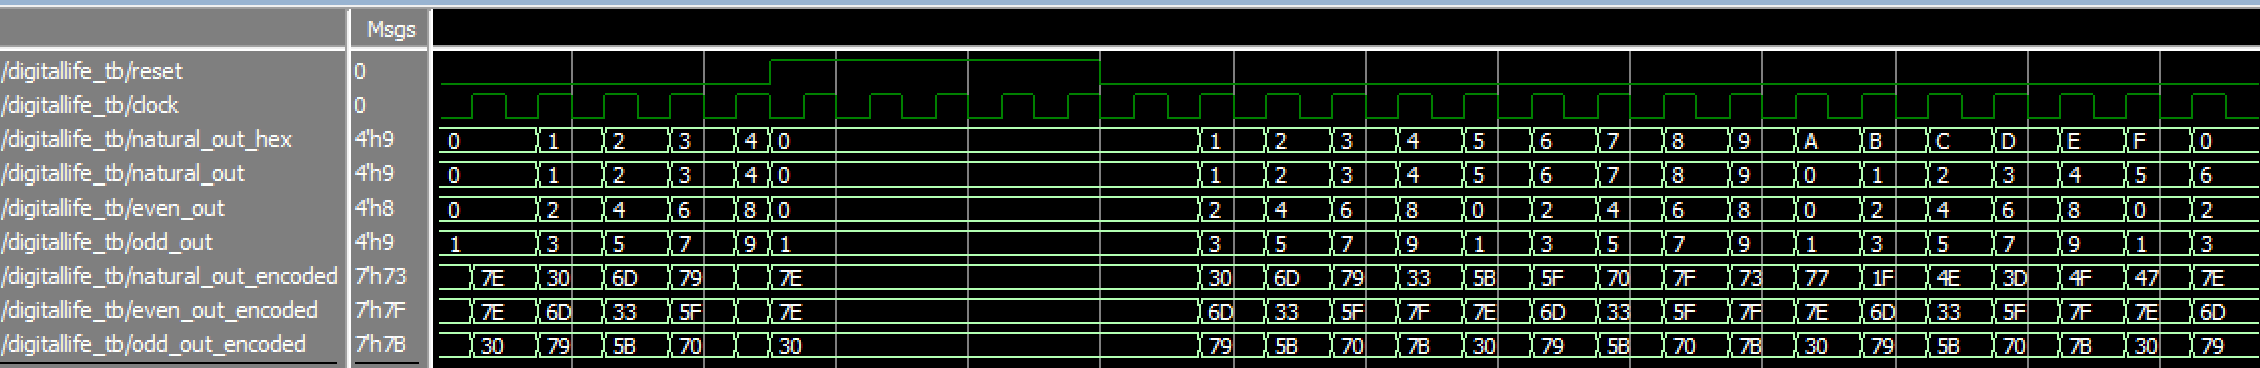 Msgs
/digitallife_tb/reset 0
/digitallife_tb/clock 0
/digitallife_tb/natural_out_hex 4'h9 0 1 2 3 4 0 1 2 3 4 5 6 7 8 9 A B C D E F 0
/digitallife_tb/natural_out 4'h9 0 1 2 3 4 0 1 2 3 4 5 6 7 8 9 0 1 2 3 4 5 6
/digitallife_tb/even_out 4'h8 0 2 4 6 8 0 2 4 6 8 0 2 4 6 8 0 2 4 6 8 0 2
/digitallife_tb/odd_out 4'h9 1 3 5 7 9 1 3 5 7 9 1 3 5 7 9 1 3 5 7 9 1 3
/digitallife_tb/natural_out_encoded 7'h73 7E 30 6D 79 7E 30 6D 79 33 5B 5F 70 7F 73 77 1F 4E 3D 4F 47 7E
/digitallife_tb/even_out_encoded 7'h7F 7E 6D 33 5F 7E 6D 33 5F 7F 7E 6D 33 5F 7F 7E 6D 33 5F 7F 7E 6D
/digitallife_tb/odd_out_encoded 7'h7B 30 79 5B 70 30 79 5B 70 7B 30 79 5B 70 7B 30 79 5B 70 7B 30 79